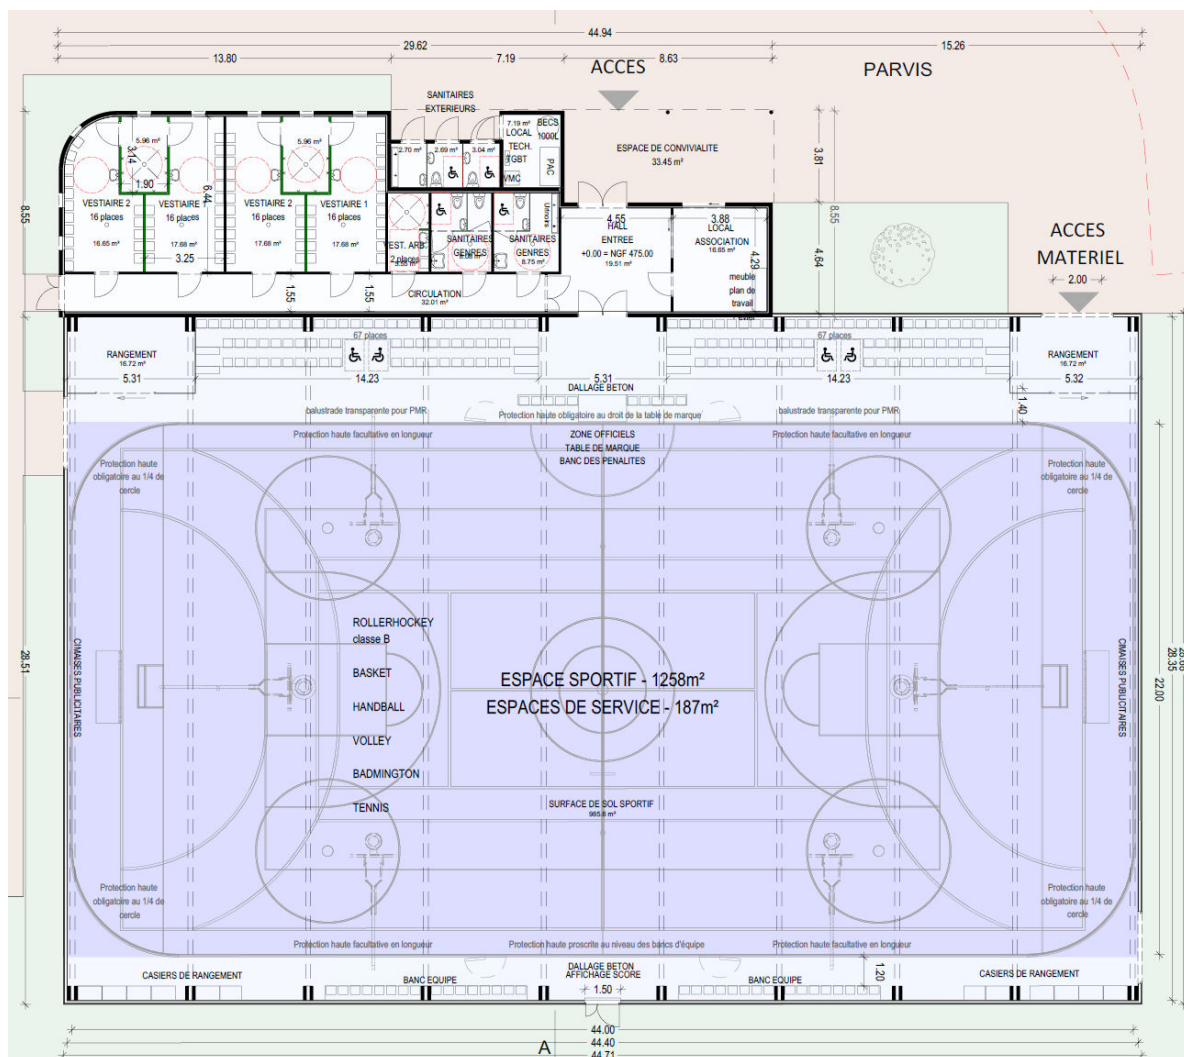 44.94
29.62
15.26
13.80
7.19
8.63
ACCES
PARVIS
SANITAIRES
EXTERIEURS
7.19 m²
LOCAL
TECH.
TGBT
VMC
BECS
1000L
PAC
ESPACE DE CONVIVIALITE
33.45 m²
3.81
8.55
8.55
4.64
5.96 m²
5.96 m²
3.14
1.90
6.44
2.70 m²
2.69 m²
3.04 m²
VESTIAIRE 2
16 places
16.65 m²
VESTIAIRE 1
16 places
17.68 m²
3.25
VESTIAIRE 2
16 places
17.68 m²
VESTIAIRE 1
16 places
17.68 m²
VEST. ARB.
2 places
SANITAIRES
GENRES
SANITAIRES
GENRES
8.75 m²
Urinoirs
4.55
HALL
ENTREE
+0.00 = NGF 475.00
19.51 m²
3.88
LOCAL
ASSOCIATION
16.65 m²
4.29
meuble
plan de
travail
ACCES
MATERIEL
2.00
1.55
1.55
CIRCULATION
32.01 m²
RANGEMENT
16.72 m²
5.31
67 places
14.23
5.31
DALLAGE BETON
67 places
14.23
RANGEMENT
16.72 m²
5.32
1.40
balustrade transparente pour PMR
Protection haute obligatoire au droit de la table de marque
balustrade transparente pour PMR
Protection haute facultative en longueur
ZONE OFFICIELS
TABLE DE MARQUE
BANC DES PENALITES
Protection haute facultative en longueur
Protection haute
obligatoire au 1/4 de
cercle
Protection haute
obligatoire au 1/4 de
cercle
28.51
CIMAISES PUBLICITAIRES
ROLLERHOCKEY
classe B
BASKET
HANDBALL
VOLLEY
BADMINGTON
TENNIS
ESPACE SPORTIF - 1258m²
ESPACES DE SERVICE - 187m²
SURFACE DE SOL SPORTIF
CIMAISES PUBLICITAIRES
22.00
28.35
Protection haute
obligatoire au 1/4 de
cercle
Protection haute
obligatoire au 1/4 de
cercle
Protection haute facultative en longueur
Protection haute proscrite au niveau des bancs d'équipe
Protection haute facultative en longueur
CASIERS DE RANGEMENT
BANC EQUIPE
DALLAGE BETON
AFFICHAGE SCORE
1.50
BANC EQUIPE
1.20
CASIERS DE RANGEMENT
44.00
44.40
A
44.71